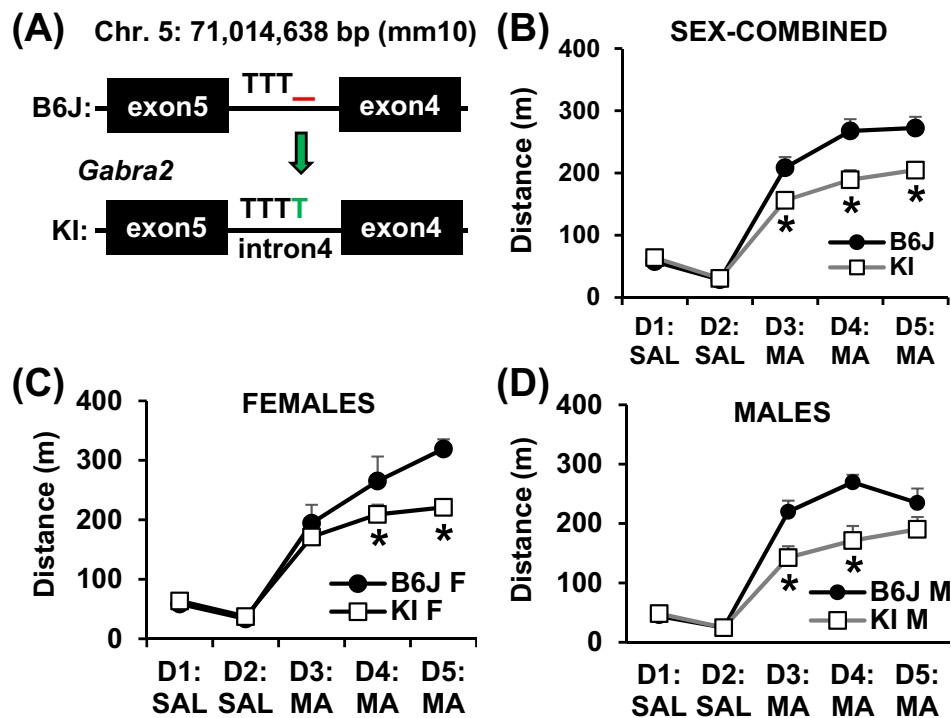 (A) Chr. 5: 71,014,638 bp (mm10)
TTT_
B6J: exon5 exon4
Gabra2
TTTT
KI: exon5 exon4
intron4
(B) SEX-COMBINED
Distance (m)
400
300
200
100
0
* * *
B6J
KI
D1: D2: D3: D4: D5:
SAL SAL MA MA MA
(C) FEMALES
Distance (m)
400
300
200
100
0
* *
B6J F
KI F
D1: D2: D3: D4: D5:
SAL SAL MA MA MA
(D) MALES
Distance (m)
400
300
200
100
0
* *
B6J M
KI M
D1: D2: D3: D4: D5:
SAL SAL MA MA MA